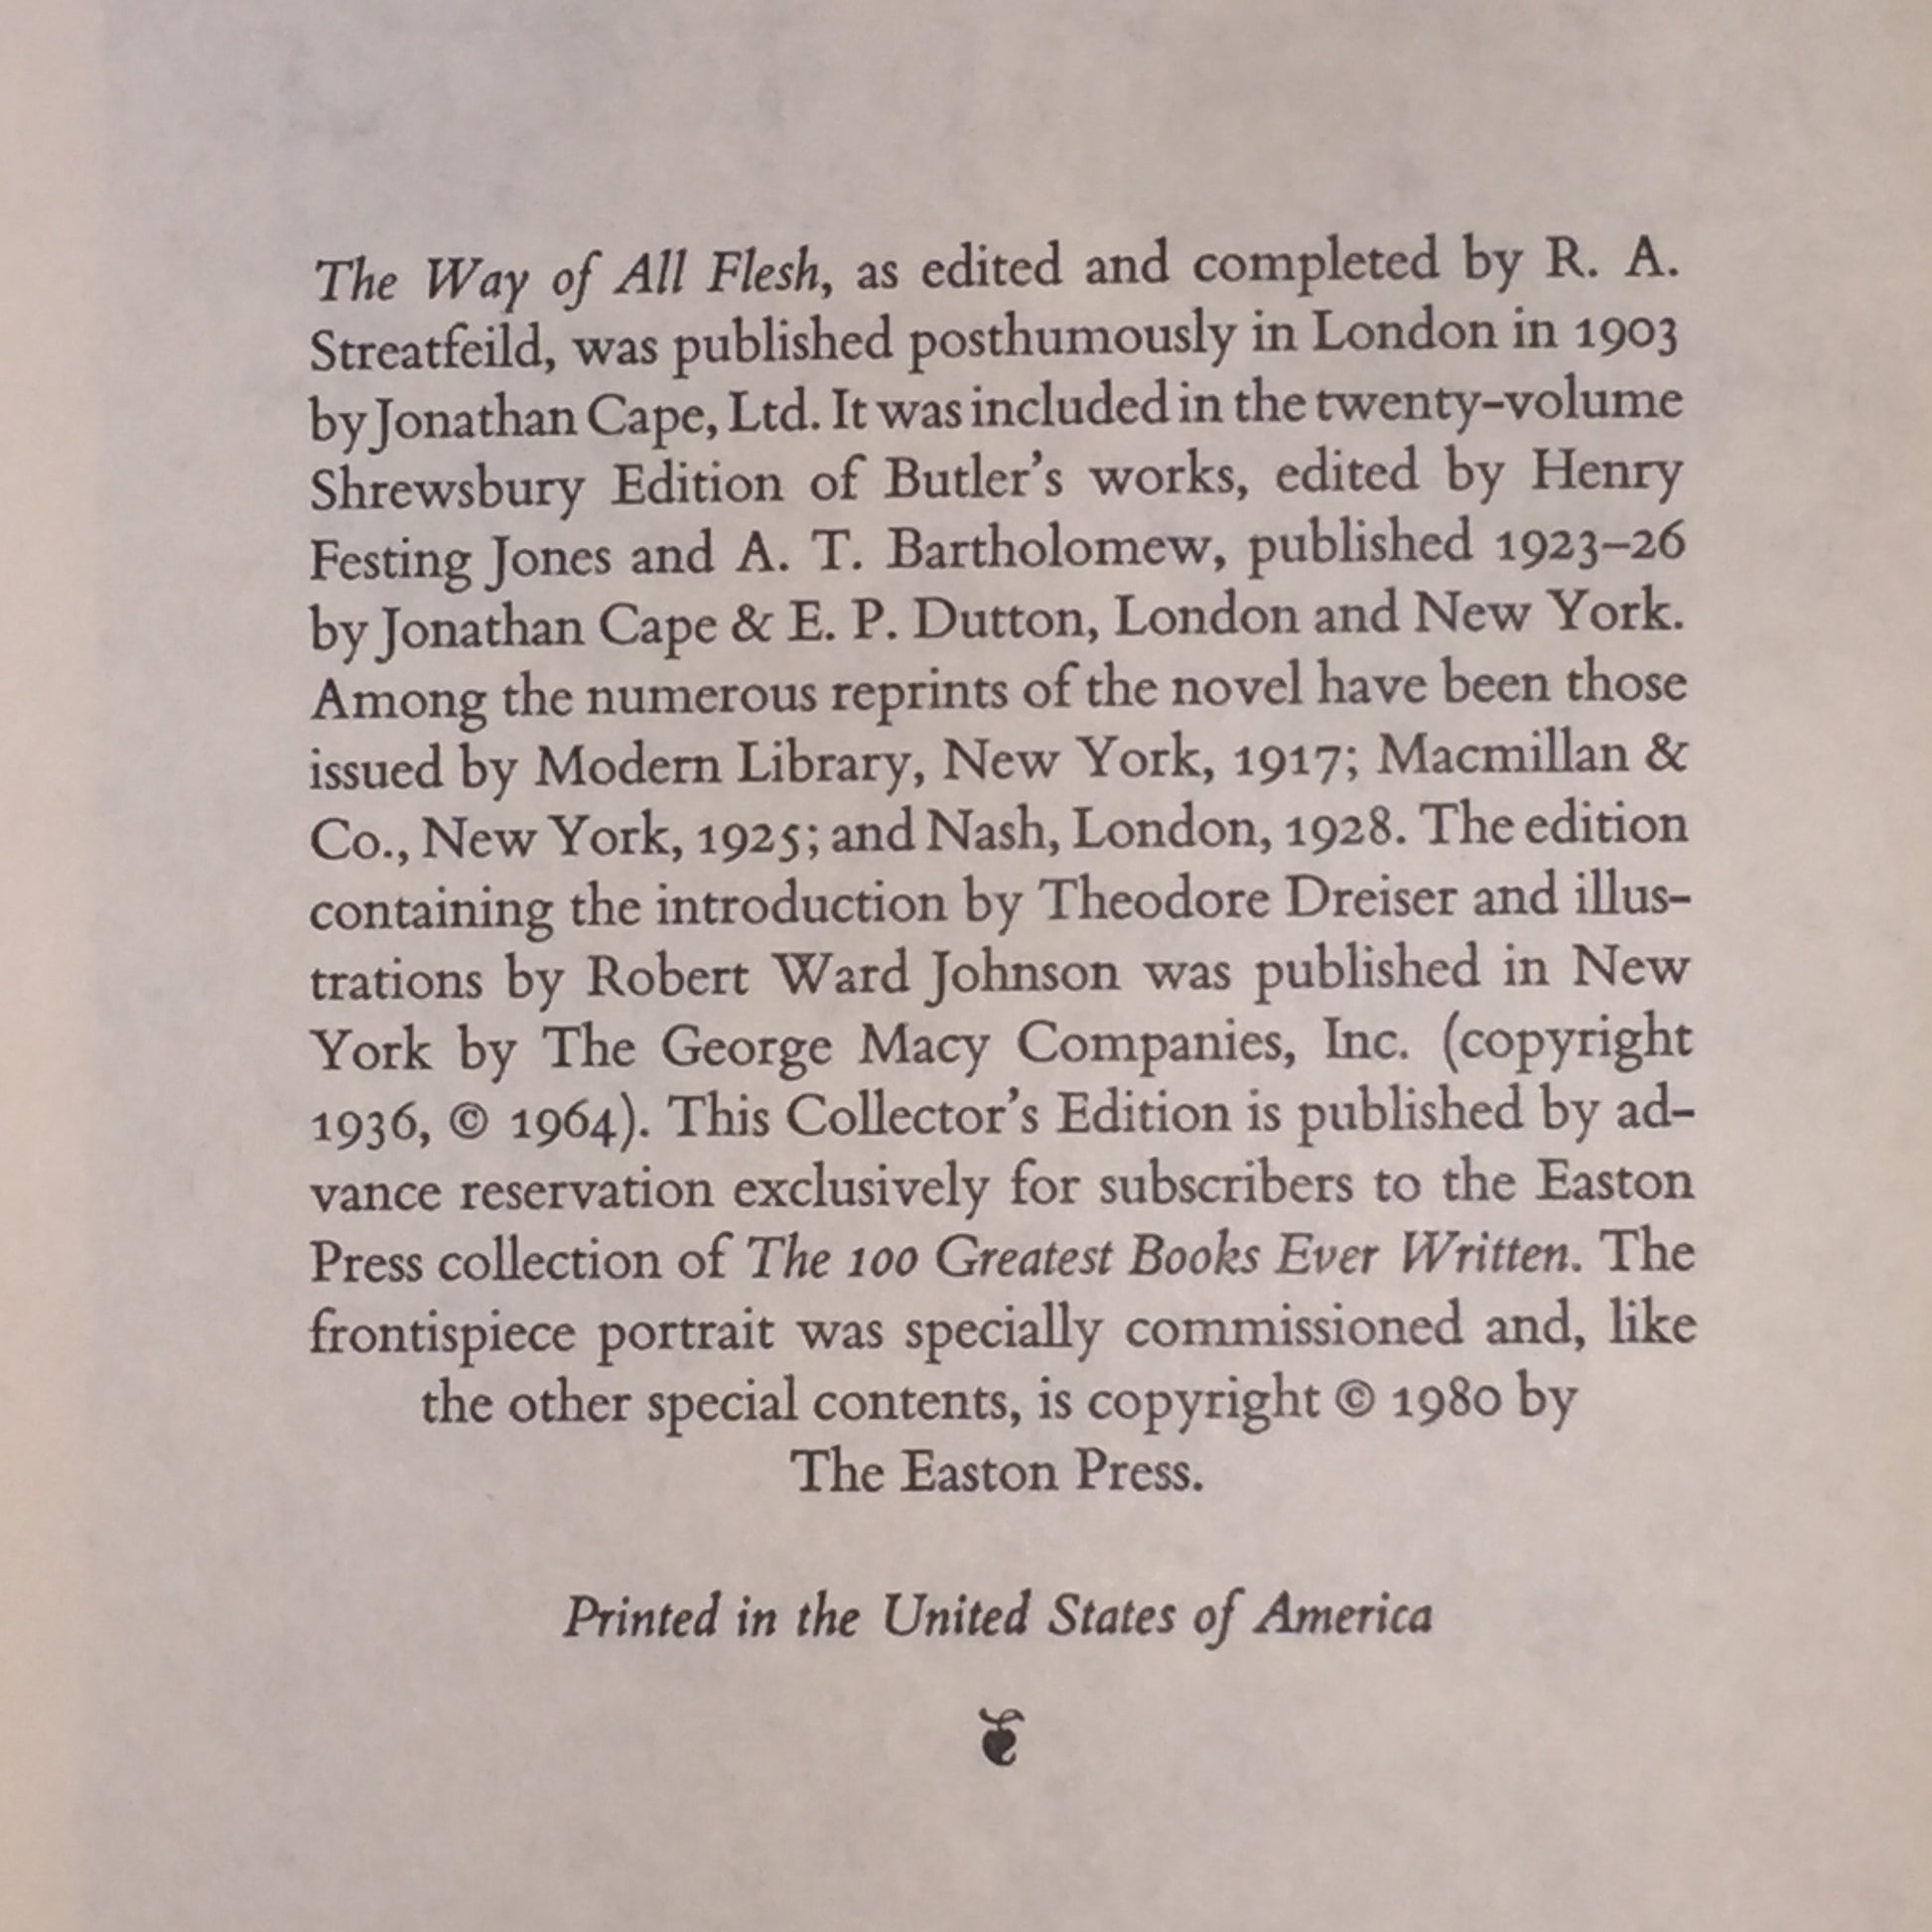 The Way of All Flesh, as edited and completed by R. A.
Streatfeild, was published posthumously in London in 1903
by Jonathan Cape, Ltd. It was included in the twenty-volume
Shrewsbury Edition of Butler's works, edited by Henry
Festing Jones and A. T. Bartholomew, published 1923–26
by Jonathan Cape & E. P. Dutton, London and New York.
Among the numerous reprints of the novel have been those
issued by Modern Library, New York, 1917; Macmillan &
Co., New York, 1925; and Nash, London, 1928. The edition
containing the introduction by Theodore Dreiser and illus-
trations by Robert Ward Johnson was published in New
York by The George Macy Companies, Inc. (copyright
1936, © 1964). This Collector's Edition is published by ad-
vance reservation exclusively for subscribers to the Easton
Press collection of The 100 Greatest Books Ever Written. The
frontispiece portrait was specially commissioned and, like
the other special contents, is copyright © 1980 by
The Easton Press.
Printed in the United States of America